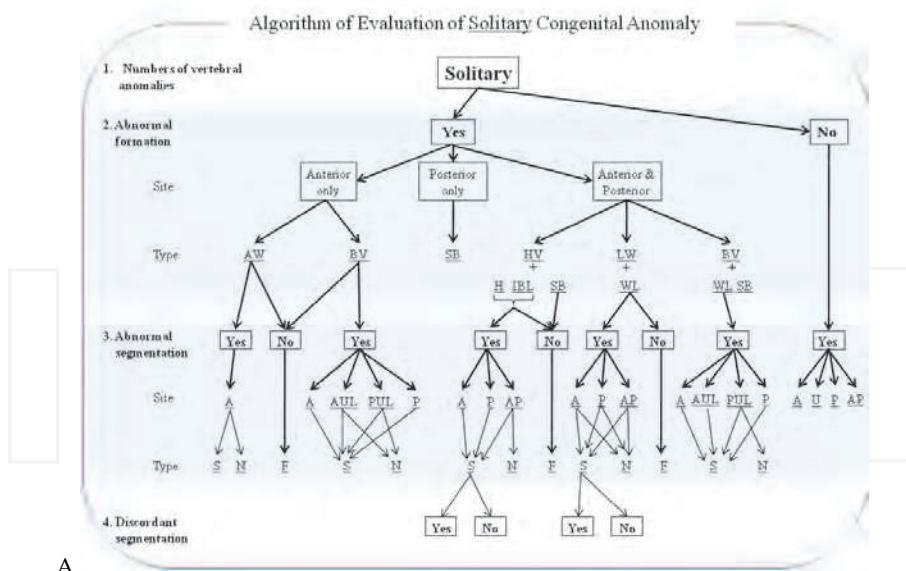 Algorithm of Evaluation of Solitary Congenital Anomaly
1. Numbers of vertebral
anomalies
Solitary
2. Abnormal
formation
Yes
No
Site
Anterior
only
Posterior
only
Anterior &
Posterior
Type
AW
BV
SB
HV
+
LW
+
BV
+
H IBL SB
WL
WL SB
3. Abnormal
segmentation
Yes No Yes Yes No Yes No Yes Yes
Site
A A AUL PUL P A P AP A P AP A AUL PUL P A U P AP
Type
S N F S N S N F S N F S N
4. Discordant
segmentation
Yes No Yes No
A